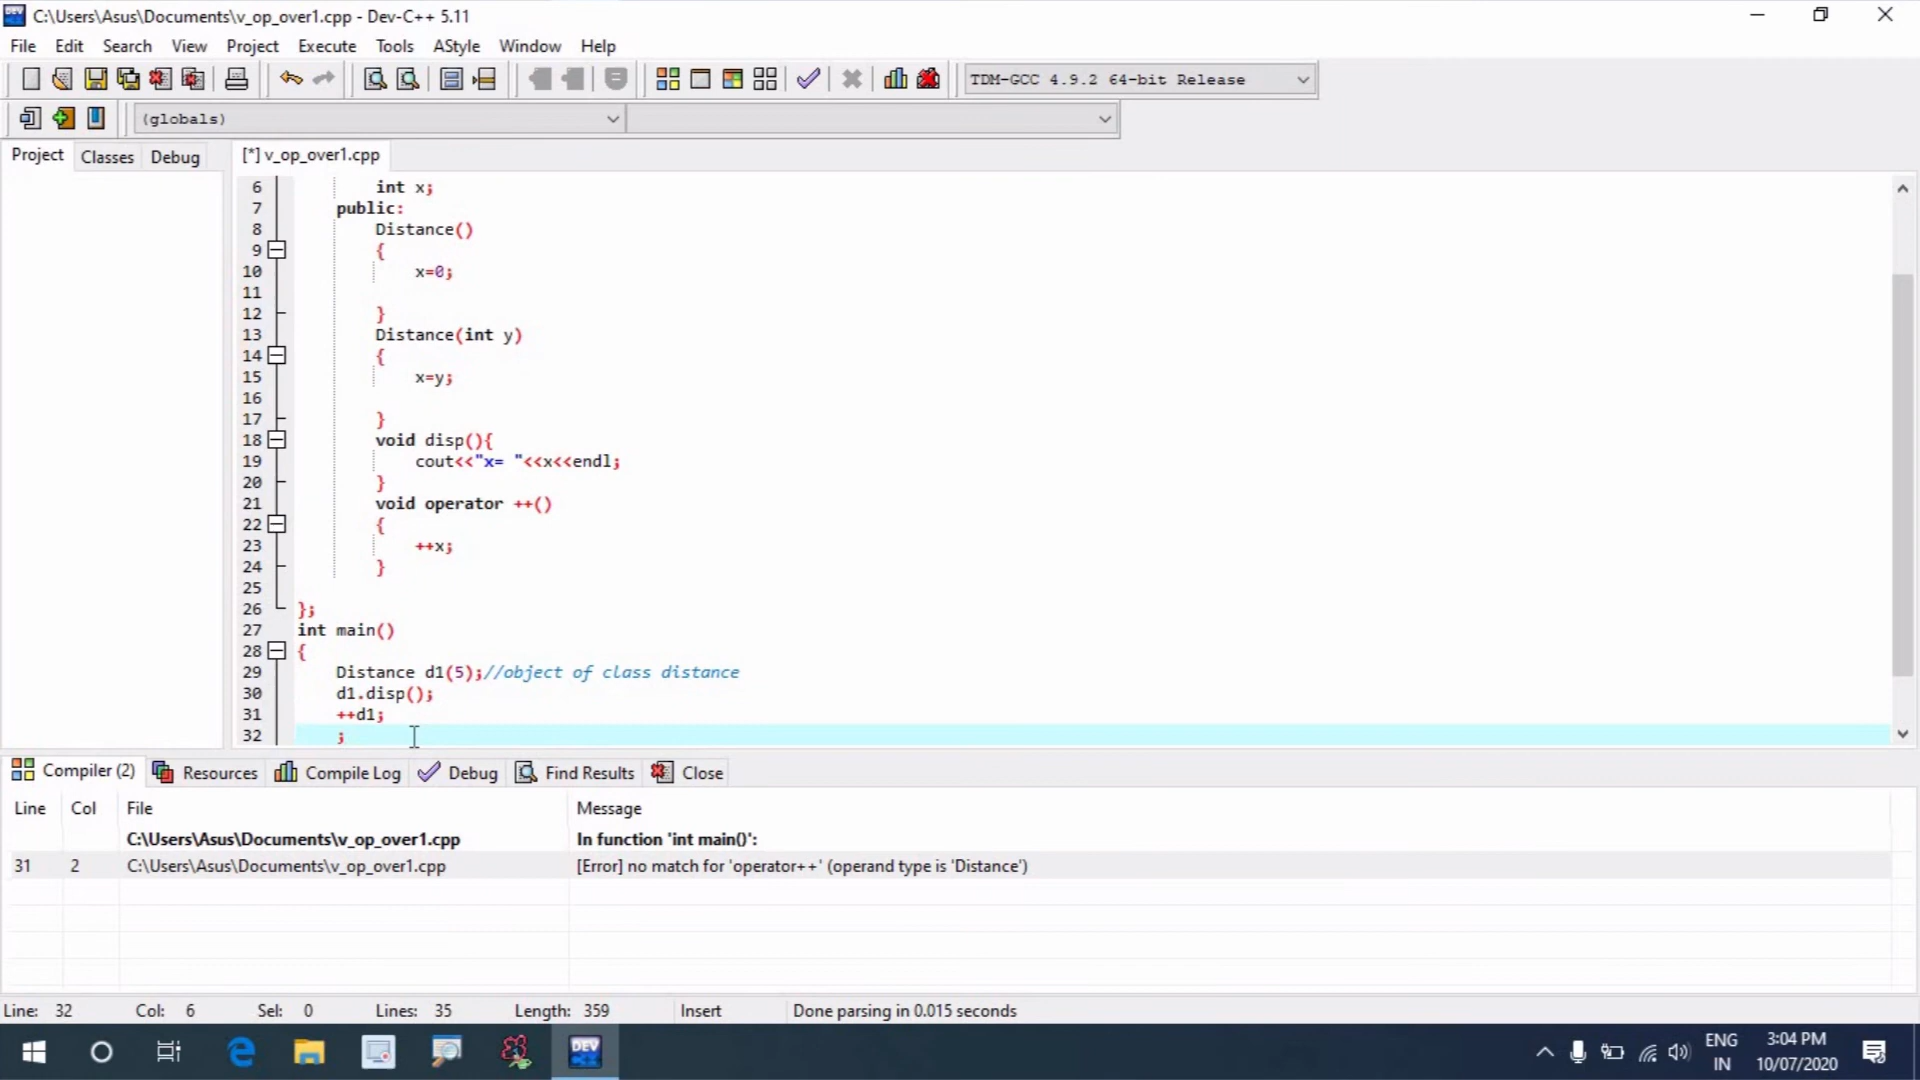 C:\Users\Asus\Documents\v_op_over1.cpp - Dev-C++ 5.11
File Edit Search View Project Execute Tools AStyle Window Help
TDM-GCC 4.9.2 64-bit Release
(globals)
Project Classes Debug [*] v_op_over1.cpp
6 int x;
7 public:
8 Distance()
9 {
10 x=0;
11
12 }
13 Distance(int y)
14 {
15 x=y;
16
17 }
18 void disp(){
19 cout<<"x= "<<x<<endl;
20 }
21 void operator ++()
22 {
23 ++x;
24 }
25
26 };
27 int main()
28 {
29 Distance d1(5);//object of class distance
30 d1.disp();
31 ++d1;
32 ;
Compiler (2) Resources Compile Log Debug Find Results Close
Line Col File Message
C:\Users\Asus\Documents\v_op_over1.cpp In function 'int main()':
31 2 C:\Users\Asus\Documents\v_op_over1.cpp [Error] no match for 'operator++' (operand type is 'Distance')
Line: 32 Col: 6 Sel: 0 Lines: 35 Length: 359 Insert Done parsing in 0.015 seconds
DEV
ENG 3:04 PM
IN 10/07/2020